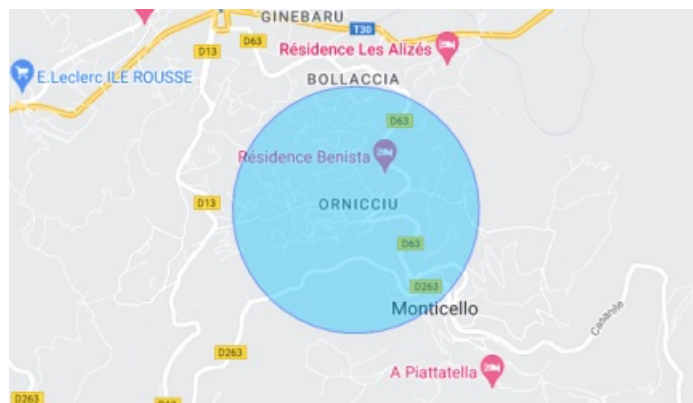 GINEBARU
T30
D63
D13
Résidence Les Alizés
E.Leclerc ILE ROUSSE
BOLLACCIA
D63
Résidence Benista
D13
ORNICCIU
D63
D263
Monticello
Casanile
D263
A Piattatella
D263